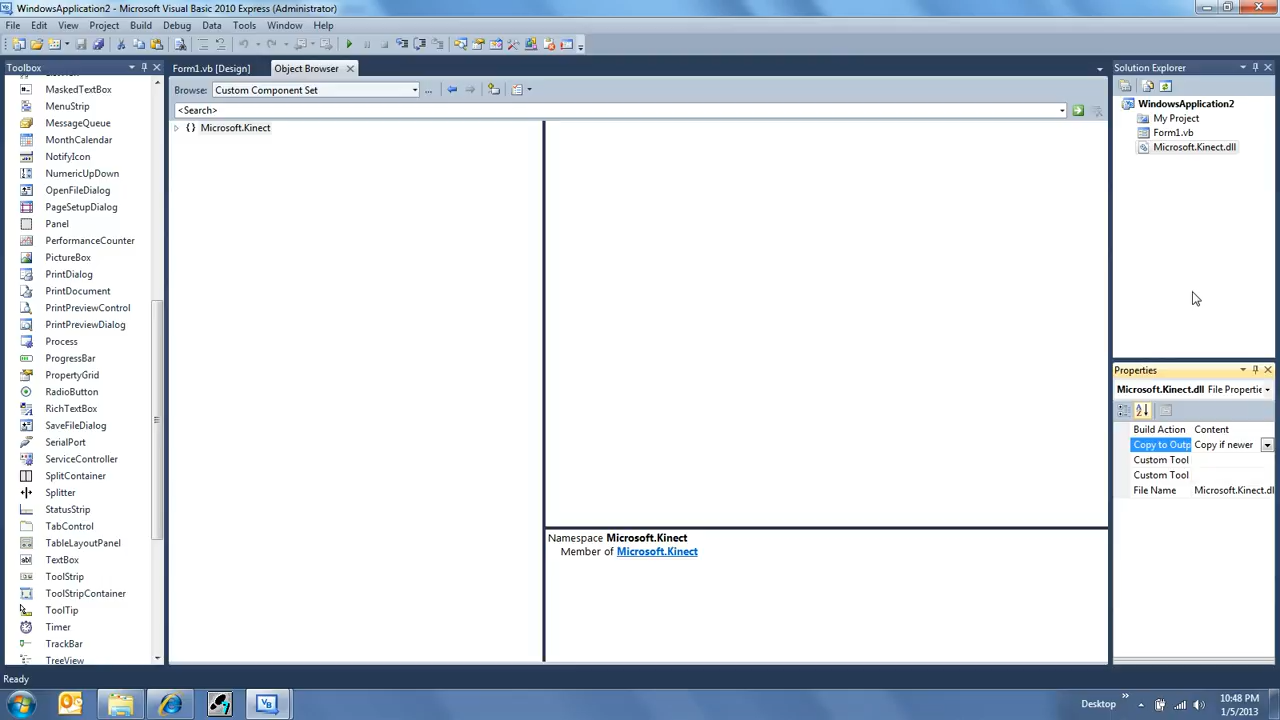 WindowsApplication2 - Microsoft Visual Basic 2010 Express (Administrator)
File Edit View Project Build Debug Data Tools Window Help
Toolbox
MaskedTextBox
MenuStrip
MessageQueue
MonthCalendar
NotifyIcon
NumericUpDown
OpenFileDialog
PageSetupDialog
Panel
PerformanceCounter
PictureBox
PrintDialog
PrintDocument
PrintPreviewControl
PrintPreviewDialog
Process
ProgressBar
PropertyGrid
RadioButton
RichTextBox
SaveFileDialog
SerialPort
ServiceController
SplitContainer
Splitter
StatusStrip
TabControl
TableLayoutPanel
TextBox
ToolStrip
ToolStripContainer
ToolTip
Timer
TrackBar
TreeView
Form1.vb [Design] Object Browser
Browse: Custom Component Set ...
<Search>
{} Microsoft.Kinect
Namespace Microsoft.Kinect
Member of Microsoft.Kinect
Solution Explorer
WindowsApplication2
My Project
Form1.vb
Microsoft.Kinect.dll
Properties
Microsoft.Kinect.dll File Propertie
Build Action Content
Copy to Outp Copy if newer
Custom Tool
Custom Tool
File Name Microsoft.Kinect.dl
Ready
Desktop
10:48 PM
1/5/2013